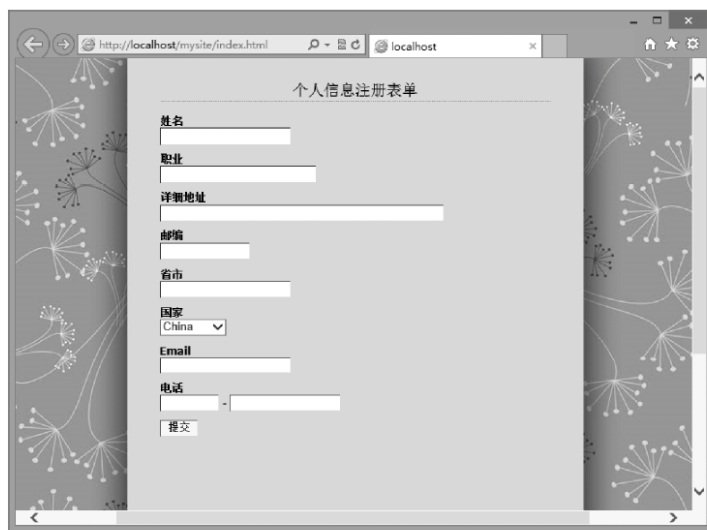 http://localhost/mysite/index.html
localhost
个人信息注册表单
姓名
职业
详细地址
邮编
省市
国家
China
Email
电话
-
提交